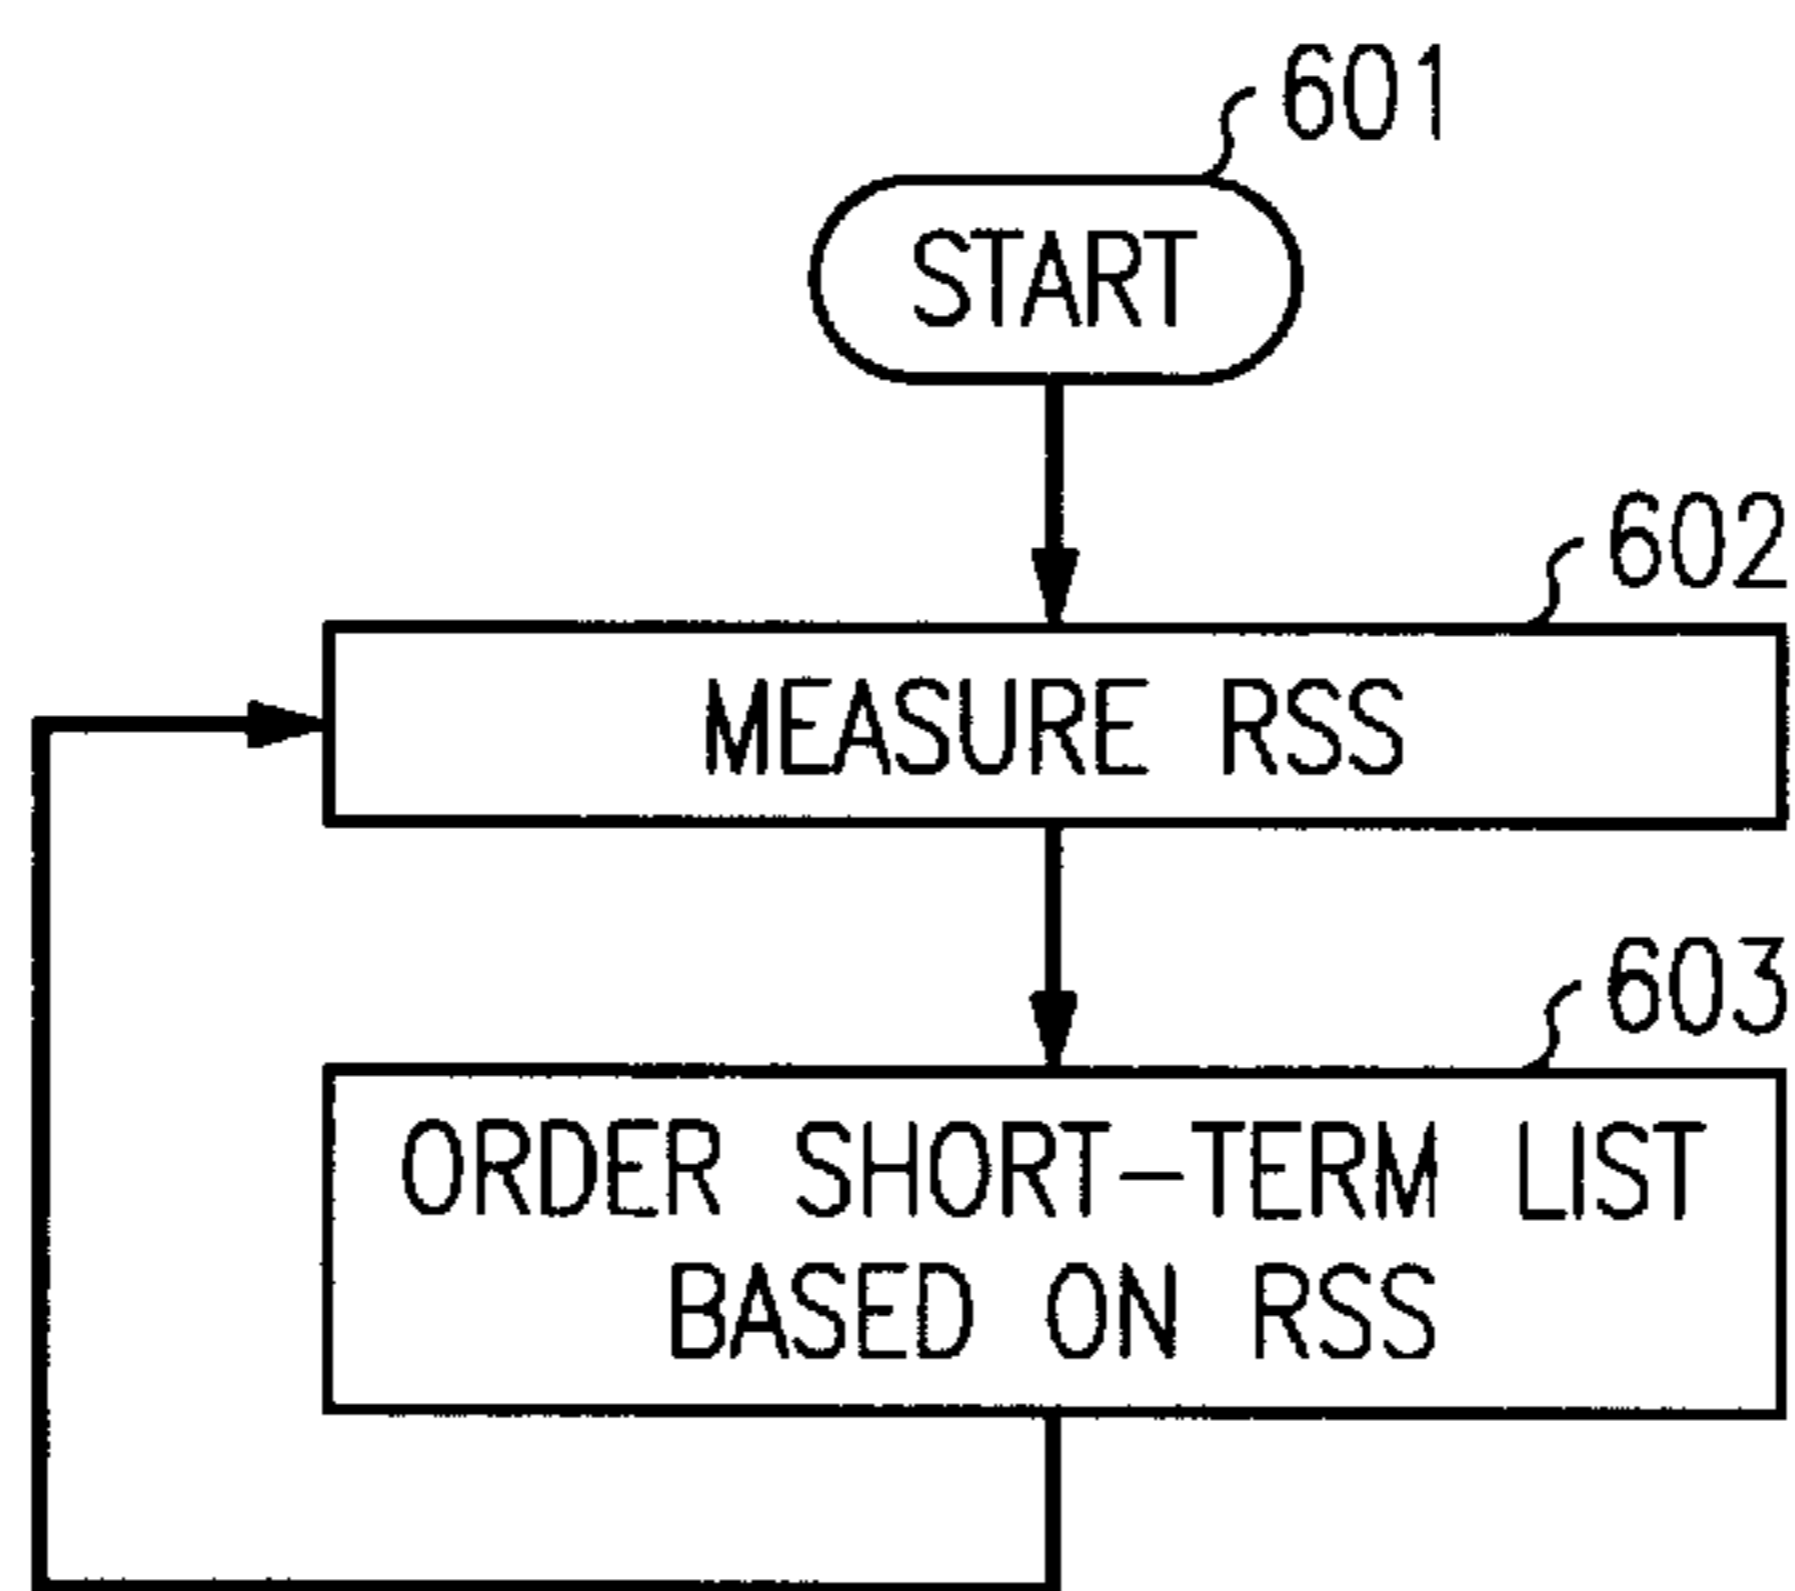 601
START
602
MEASURE RSS
603
ORDER SHORT-TERM LIST
BASED ON RSS